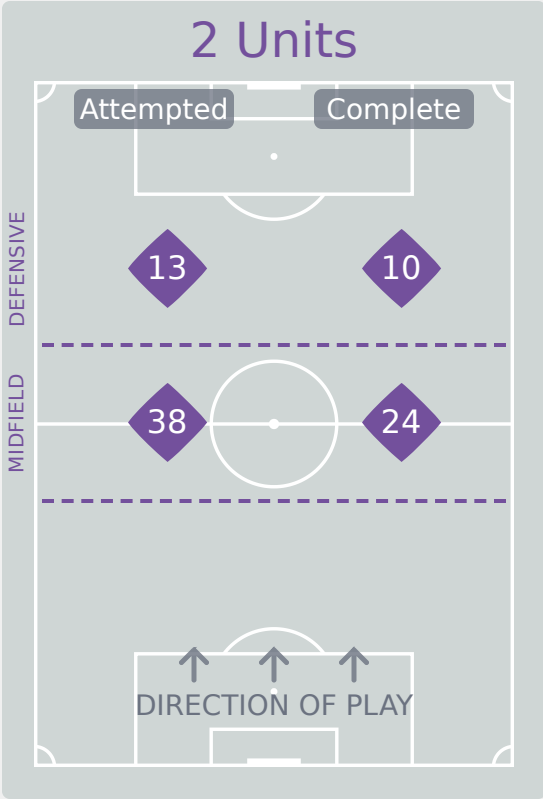 2 Units
Attempted Complete
DEFENSIVE
13 10
MIDFIELD
38 24
DIRECTION OF PLAY